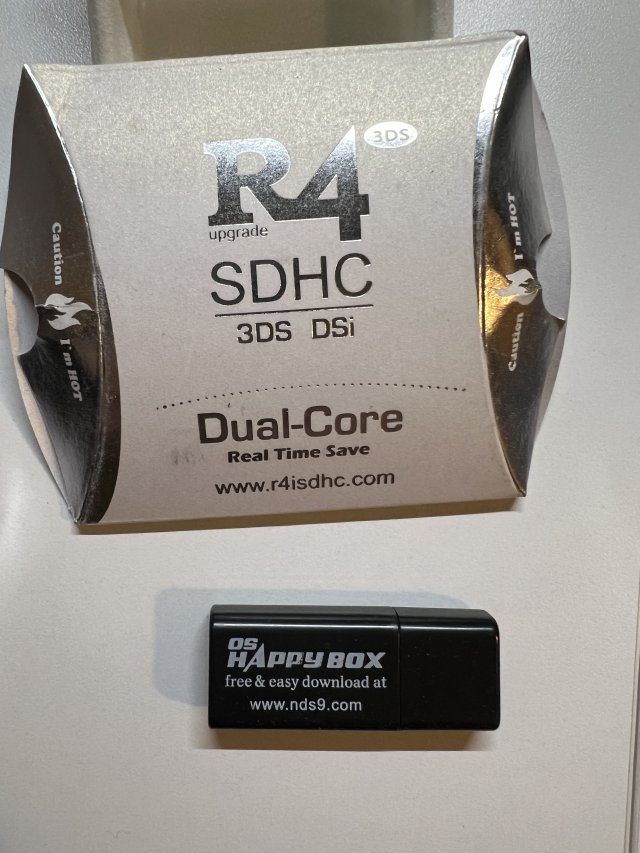 R4 3DS
upgrade
SDHC
3DS DSi
Dual-Core
Real Time Save
www.r4isdhc.com
Caution I'm HOT
Caution I'm HOT
OS
HAPPY BOX
free & easy download at
www.nds9.com